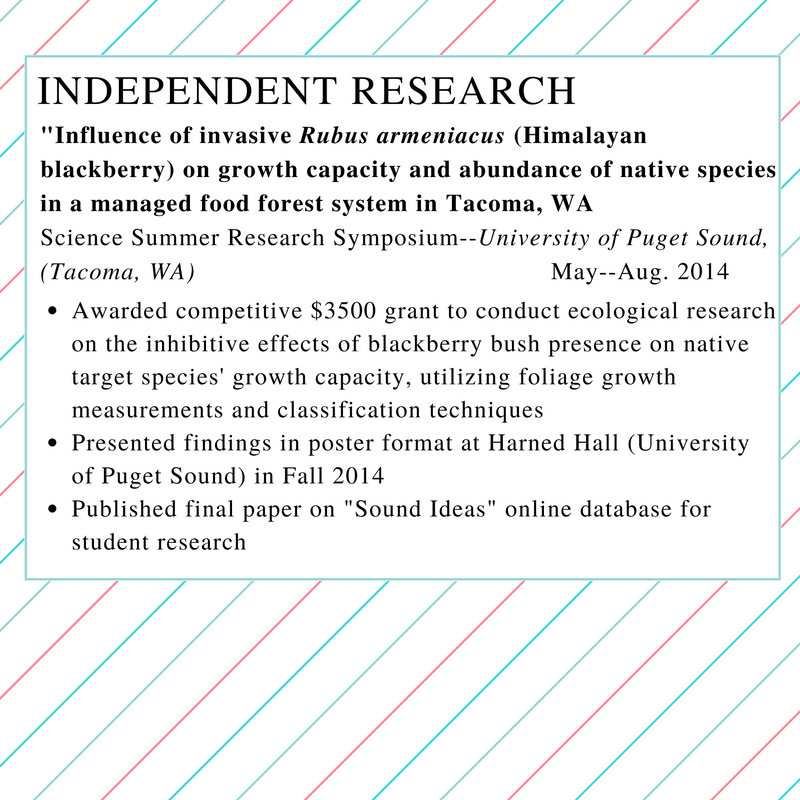 INDEPENDENT RESEARCH
"Influence of invasive Rubus armeniacus (Himalayan
blackberry) on growth capacity and abundance of native species
in a managed food forest system in Tacoma, WA
Science Summer Research Symposium--University of Puget Sound,
(Tacoma, WA) May--Aug. 2014
• Awarded competitive $3500 grant to conduct ecological research
on the inhibitive effects of blackberry bush presence on native
target species' growth capacity, utilizing foliage growth
measurements and classification techniques
• Presented findings in poster format at Harned Hall (University
of Puget Sound) in Fall 2014
• Published final paper on "Sound Ideas" online database for
student research